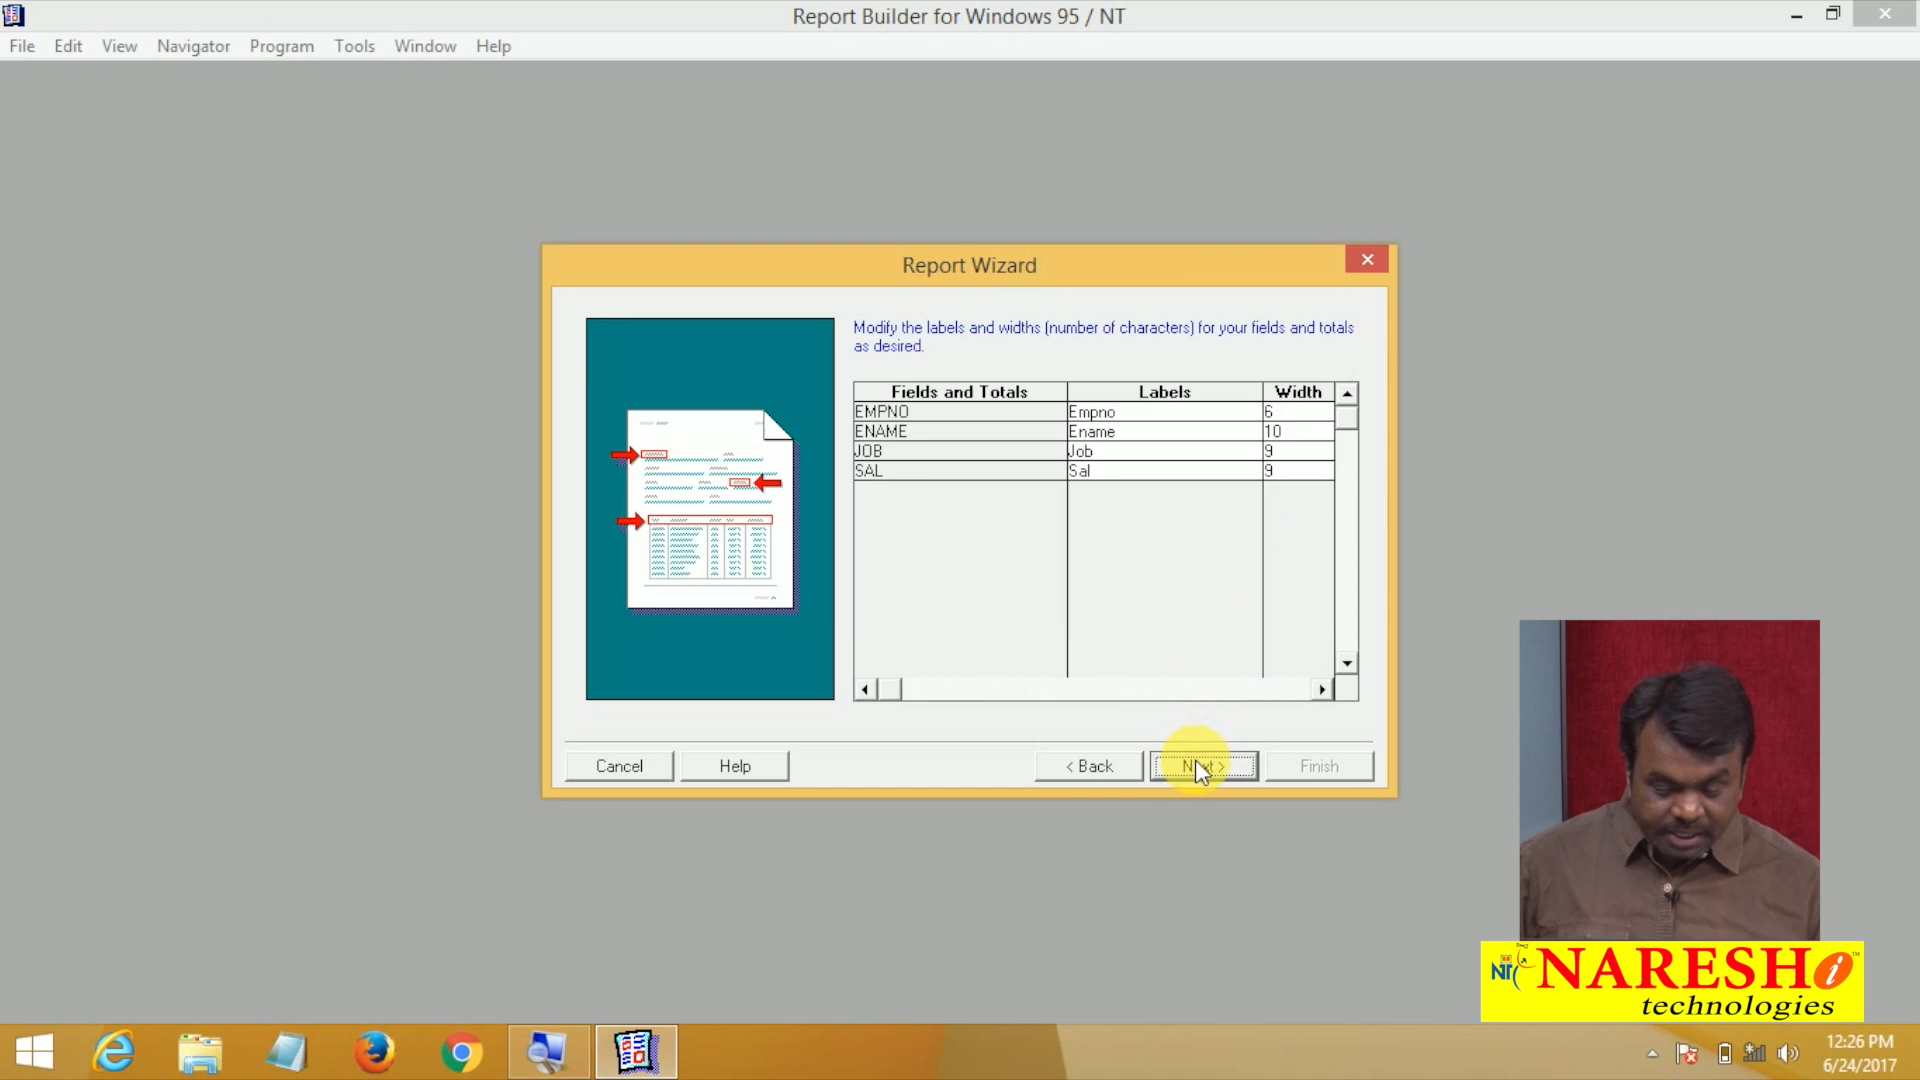 Report Builder for Windows 95 / NT
File Edit View Navigator Program Tools Window Help
Report Wizard
Modify the labels and widths (number of characters) for your fields and totals
as desired.
Fields and Totals Labels Width
EMPNO Empno 6
ENAME Ename 10
JOB Job 9
SAL Sal 9
Cancel Help < Back Next > Finish
NT NARESH i ™
technologies
12:26 PM
6/24/2017